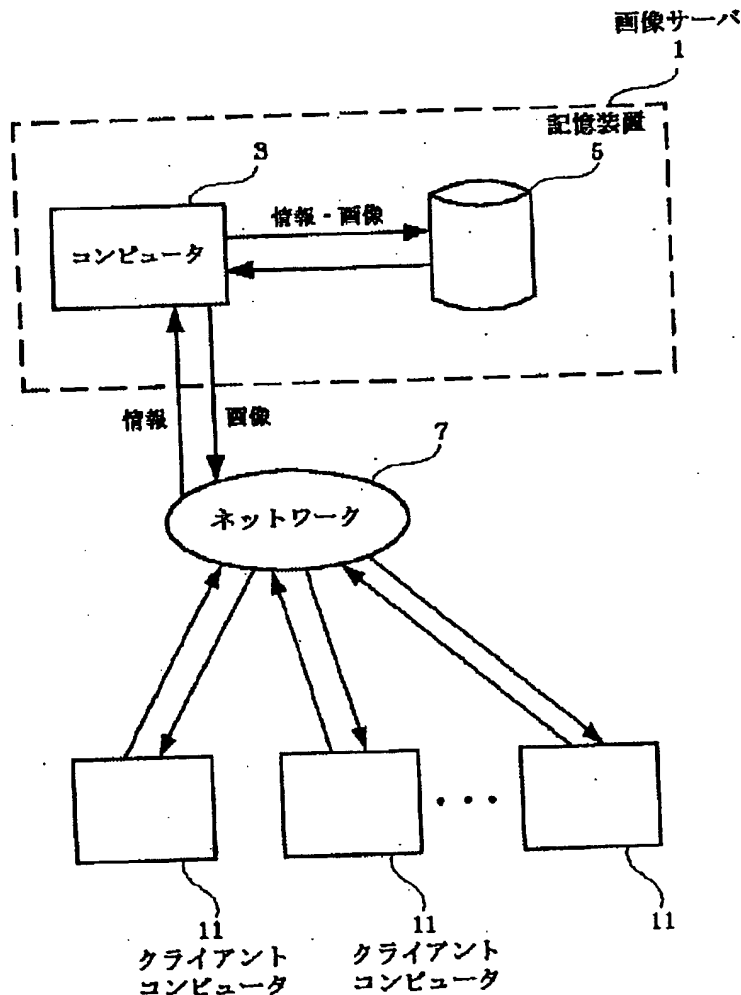 画像サーバ
1
記憶装置
3
5
情報・画像
コンピュータ
情報
画像
7
ネットワーク
11
クライアント
コンピュータ
11
クライアント
コンピュータ
11